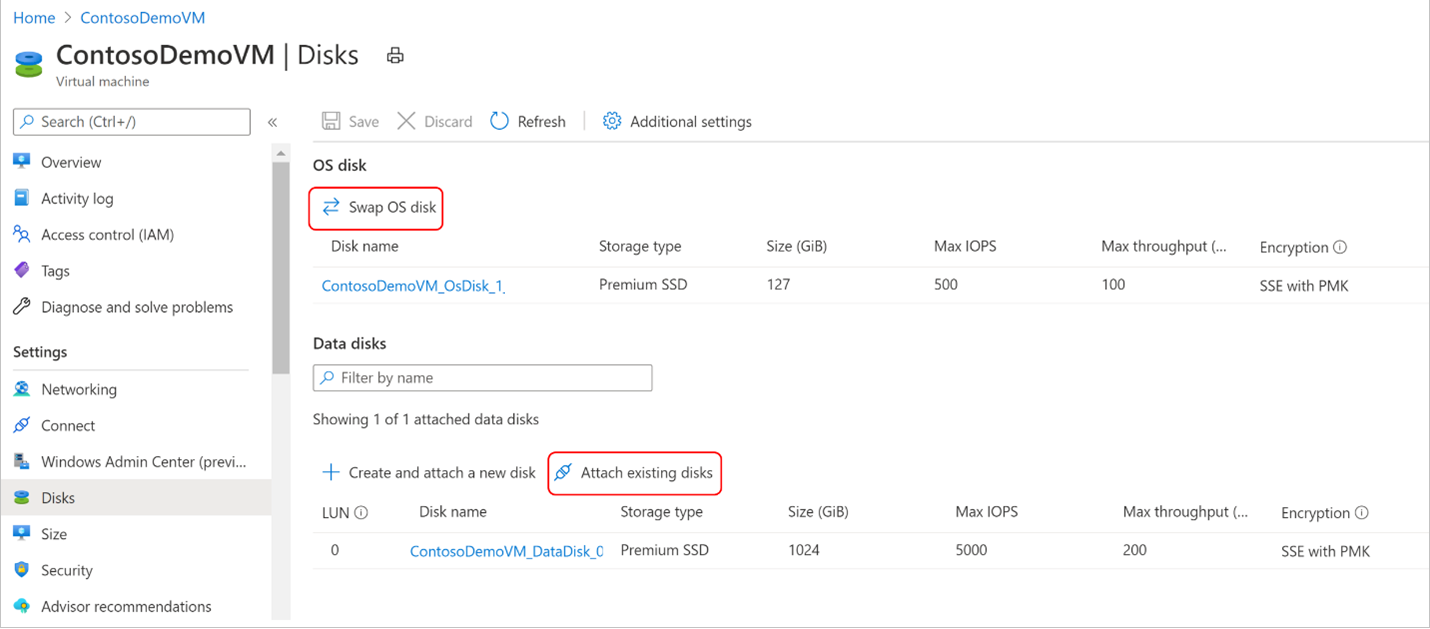 Home > ContosoDemoVM
ContosoDemoVM | Disks
Virtual machine
Search (Ctrl+/)
«
Overview
Activity log
Access control (IAM)
Tags
Diagnose and solve problems
Settings
Networking
Connect
Windows Admin Center (previ...
Disks
Size
Security
Advisor recommendations
Save Discard Refresh Additional settings
OS disk
Swap OS disk
Disk name Storage type Size (GiB) Max IOPS Max throughput (... Encryption
ContosoDemoVM_OsDisk_1_ Premium SSD 127 500 100 SSE with PMK
Data disks
Filter by name
Showing 1 of 1 attached data disks
Create and attach a new disk Attach existing disks
LUN Disk name Storage type Size (GiB) Max IOPS Max throughput (... Encryption
0 ContosoDemoVM_DataDisk_0 Premium SSD 1024 5000 200 SSE with PMK